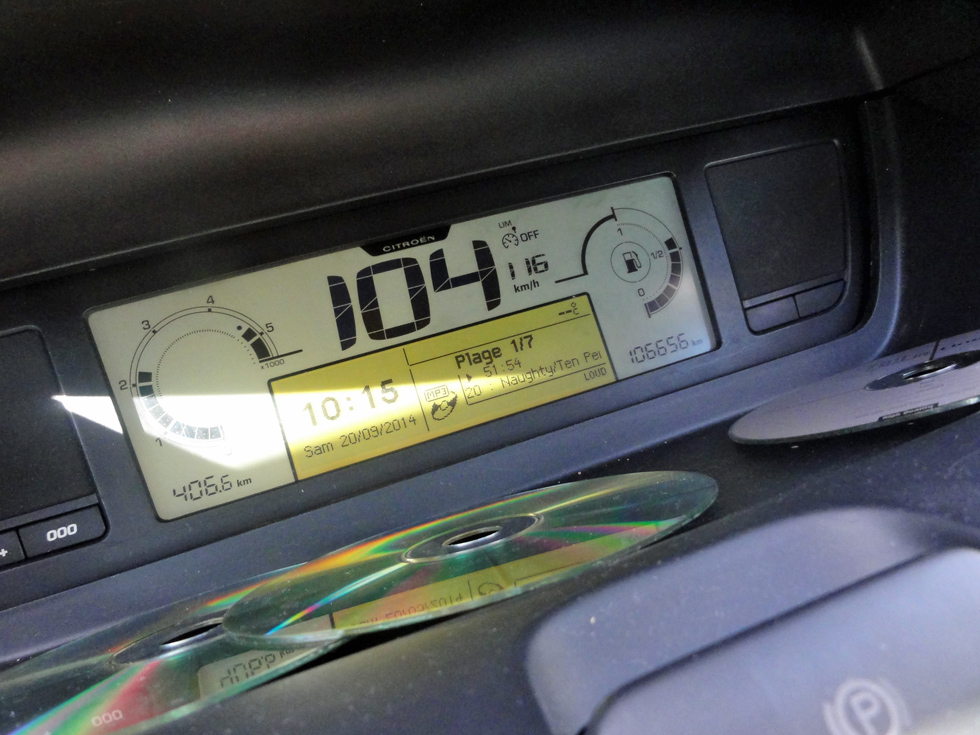 CITROËN
LIM
OFF
104
116
km/h
1
1/2
0
106656 km
4
3
5
x1000
2
1
406.6 km
--°C
Plage 1/7
51:54
20 : Naughty/Ten Pei
LOUD
MP3
10:15
Sam 20/09/2014
+
000
000
P